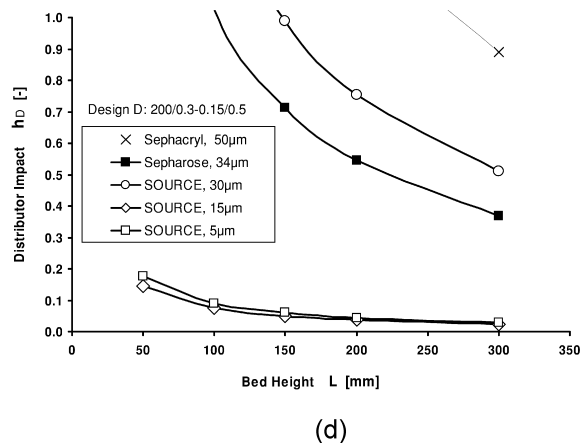 1.0
0.9
0.8
0.7
0.6
0.5
0.4
0.3
0.2
0.1
0.0
Distributor Impact hD [-]
Design D: 200/0.3-0.15/0.5
Sephacryl, 50µm
Sepharose, 34µm
SOURCE, 30µm
SOURCE, 15µm
SOURCE, 5µm
0 50 100 150 200 250 300 350
Bed Height L [mm]
(d)